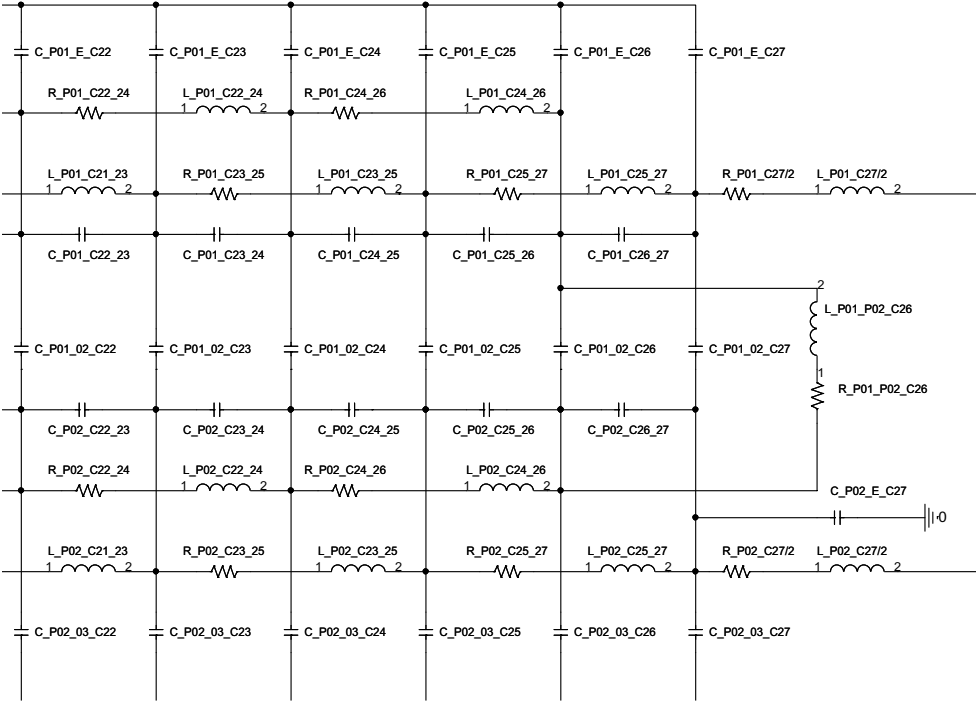 C_P01_E_C22 C_P01_E_C23 C_P01_E_C24 C_P01_E_C25 C_P01_E_C26 C_P01_E_C27
R_P01_C22_24 L_P01_C22_24 R_P01_C24_26 L_P01_C24_26
1 2 1 2
L_P01_C21_23 R_P01_C23_25 L_P01_C23_25 R_P01_C25_27 L_P01_C25_27 R_P01_C27/2 L_P01_C27/2
1 2 1 2 1 2 1 2
C_P01_C22_23 C_P01_C23_24 C_P01_C24_25 C_P01_C25_26 C_P01_C26_27
2
L_P01_P02_C26
C_P01_02_C22 C_P01_02_C23 C_P01_02_C24 C_P01_02_C25 C_P01_02_C26 C_P01_02_C27
1
R_P01_P02_C26
C_P02_C22_23 C_P02_C23_24 C_P02_C24_25 C_P02_C25_26 C_P02_C26_27
R_P02_C22_24 L_P02_C22_24 R_P02_C24_26 L_P02_C24_26
1 2 1 2
C_P02_E_C27
0
L_P02_C21_23 R_P02_C23_25 L_P02_C23_25 R_P02_C25_27 L_P02_C25_27 R_P02_C27/2 L_P02_C27/2
1 2 1 2 1 2 1 2
C_P02_03_C22 C_P02_03_C23 C_P02_03_C24 C_P02_03_C25 C_P02_03_C26 C_P02_03_C27